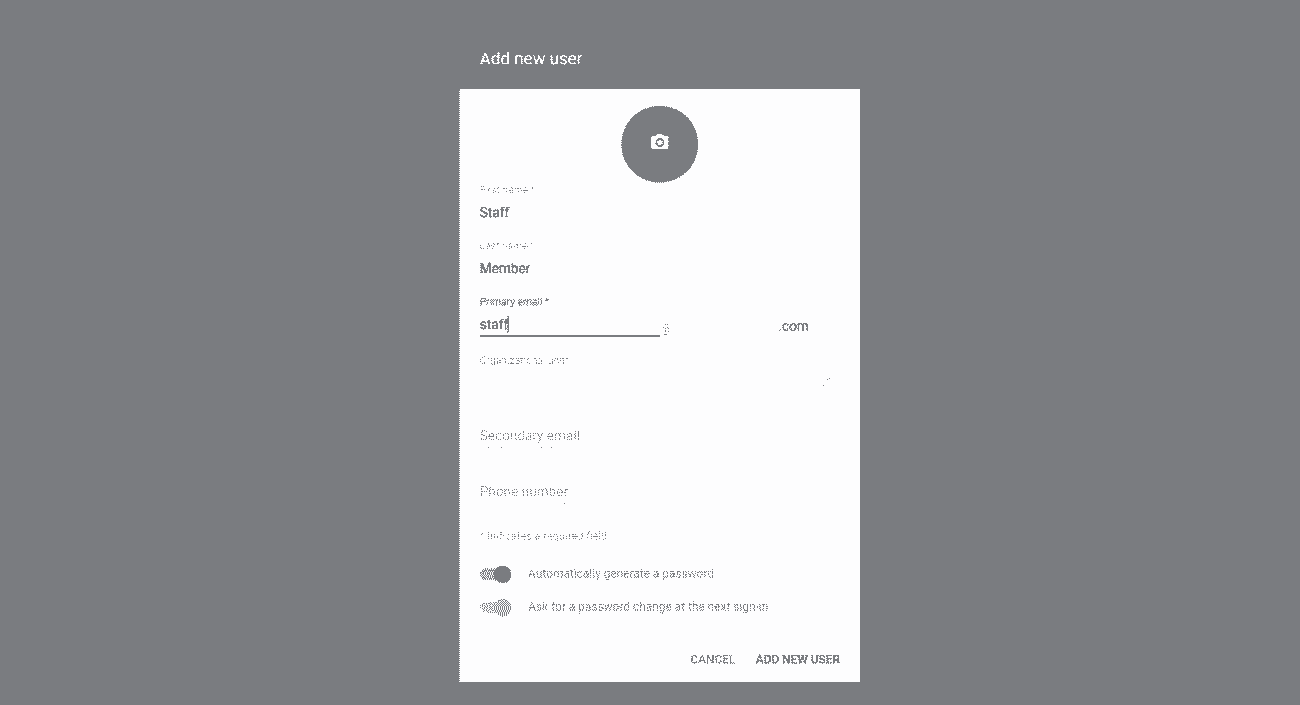 Add new user
First name *
Staff
Last name *
Member
Primary email *
staff
@ .com
Organizational unit *
Secondary email
Phone number
* Indicates a required field
Automatically generate a password
Ask for a password change at the next sign-in
CANCEL ADD NEW USER